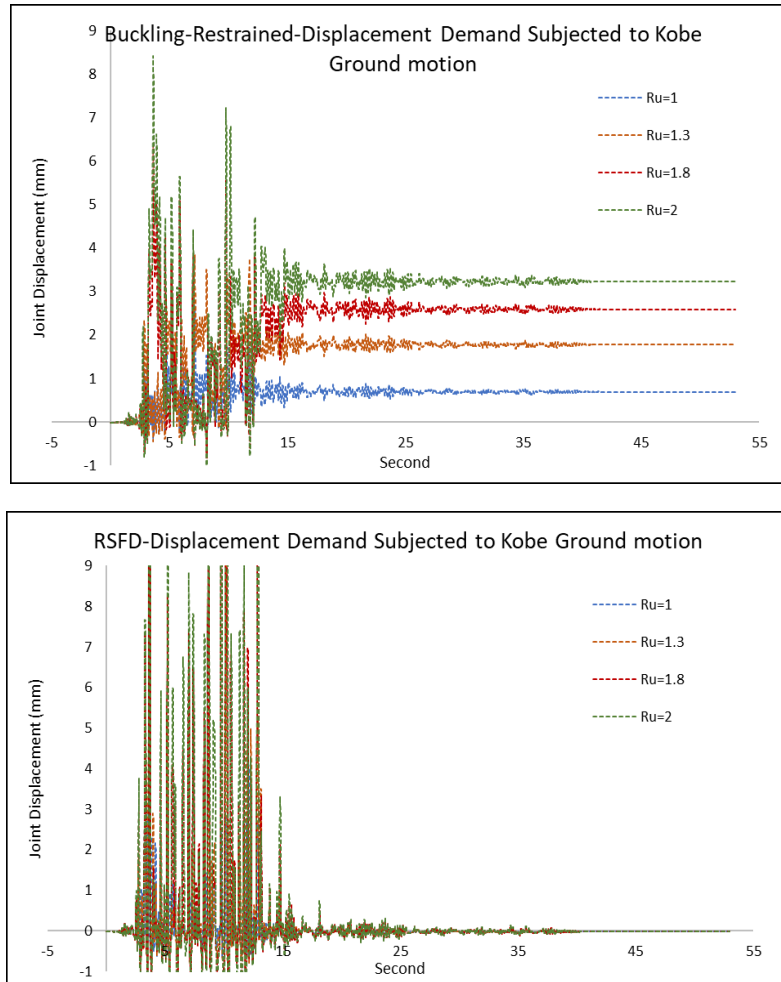 Buckling-Restrained-Displacement Demand Subjected to Kobe
Ground motion
9
8
7
6
5
4
3
2
1
0
-1
Joint Displacement (mm)
Ru=1
Ru=1.3
Ru=1.8
Ru=2
-5
5
15
25
35
45
55
Second
RSFD-Displacement Demand Subjected to Kobe Ground motion
9
8
7
6
5
4
3
2
1
0
-1
Joint Displacement (mm)
Ru=1
Ru=1.3
Ru=1.8
Ru=2
-5
5
15
25
35
45
55
Second